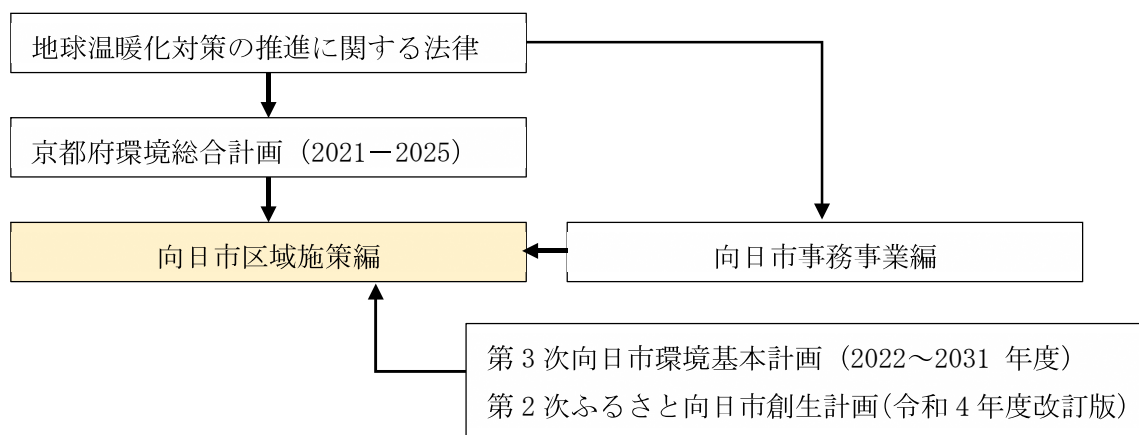 地球温暖化対策の推進に関する法律
京都府環境総合計画（2021－2025）
向日市区域施策編
向日市事務事業編
第3次向日市環境基本計画（2022～2031 年度）
第2次ふるさと向日市創生計画(令和4年度改訂版)